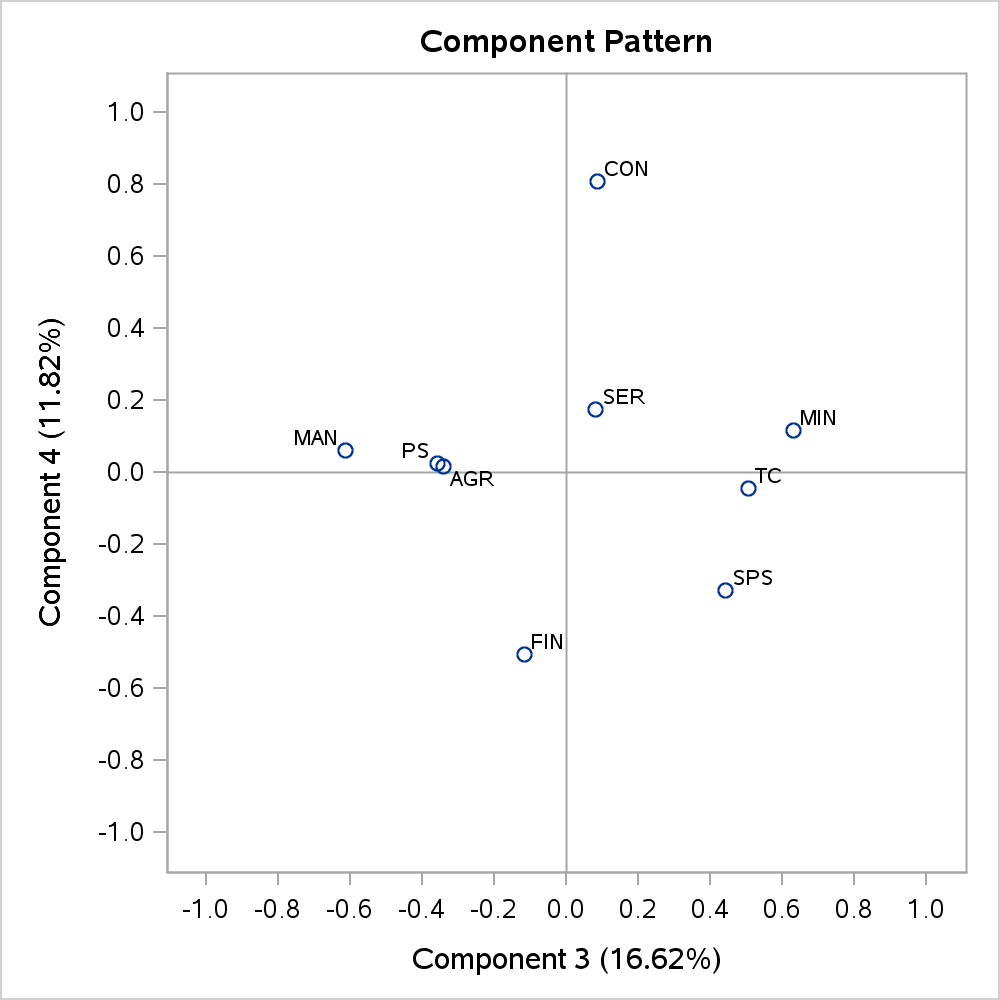 Component Pattern
1.0
0.8
0.6
0.4
0.2
0.0
-0.2
-0.4
-0.6
-0.8
-1.0
Component 4 (11.82%)
CON
SER
MIN
MAN
PS
AGR
TC
SPS
FIN
-1.0 -0.8 -0.6 -0.4 -0.2 0.0 0.2 0.4 0.6 0.8 1.0
Component 3 (16.62%)